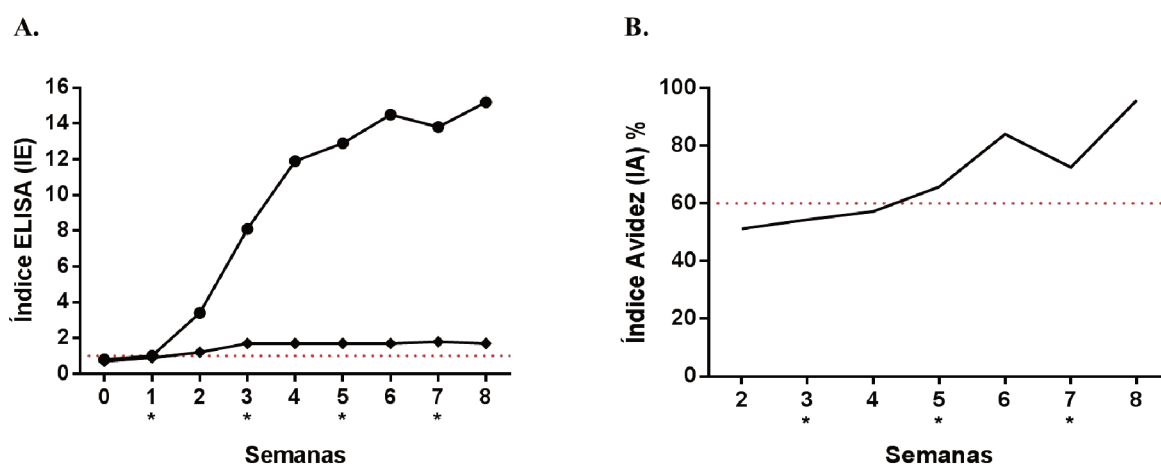 A.
Índice ELISA (IE)
16
14
12
10
8
6
4
2
0
0 1 2 3 4 5 6 7 8
* * * *
Semanas
B.
Índice Avidez (IA) %
100
80
60
40
20
0
2 3 4 5 6 7 8
* * *
Semanas